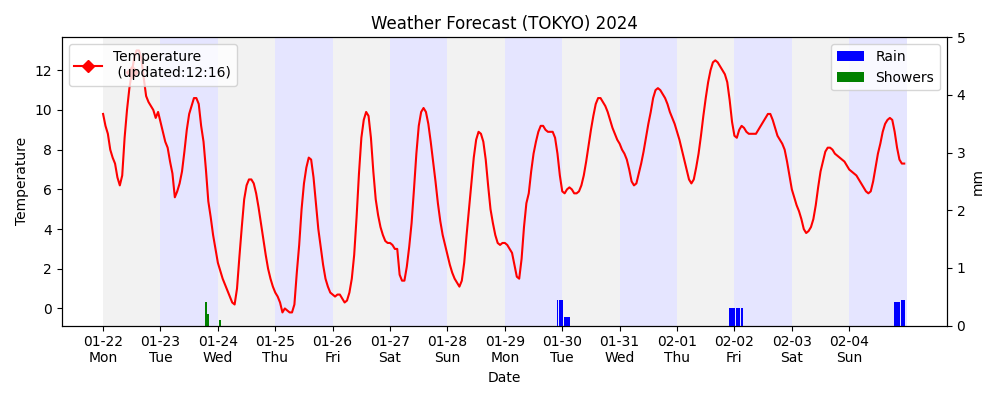 Weather Forecast (TOKYO) 2024
Temperature
(updated:12:16)
Rain
Showers
Temperature
12
10
8
6
4
2
0
5
4
3
2
1
0
mm
01-22 01-23 01-24 01-25 01-26 01-27 01-28 01-29 01-30 01-31 02-01 02-02 02-03 02-04
Mon Tue Wed Thu Fri Sat Sun Mon Tue Wed Thu Fri Sat Sun
Date